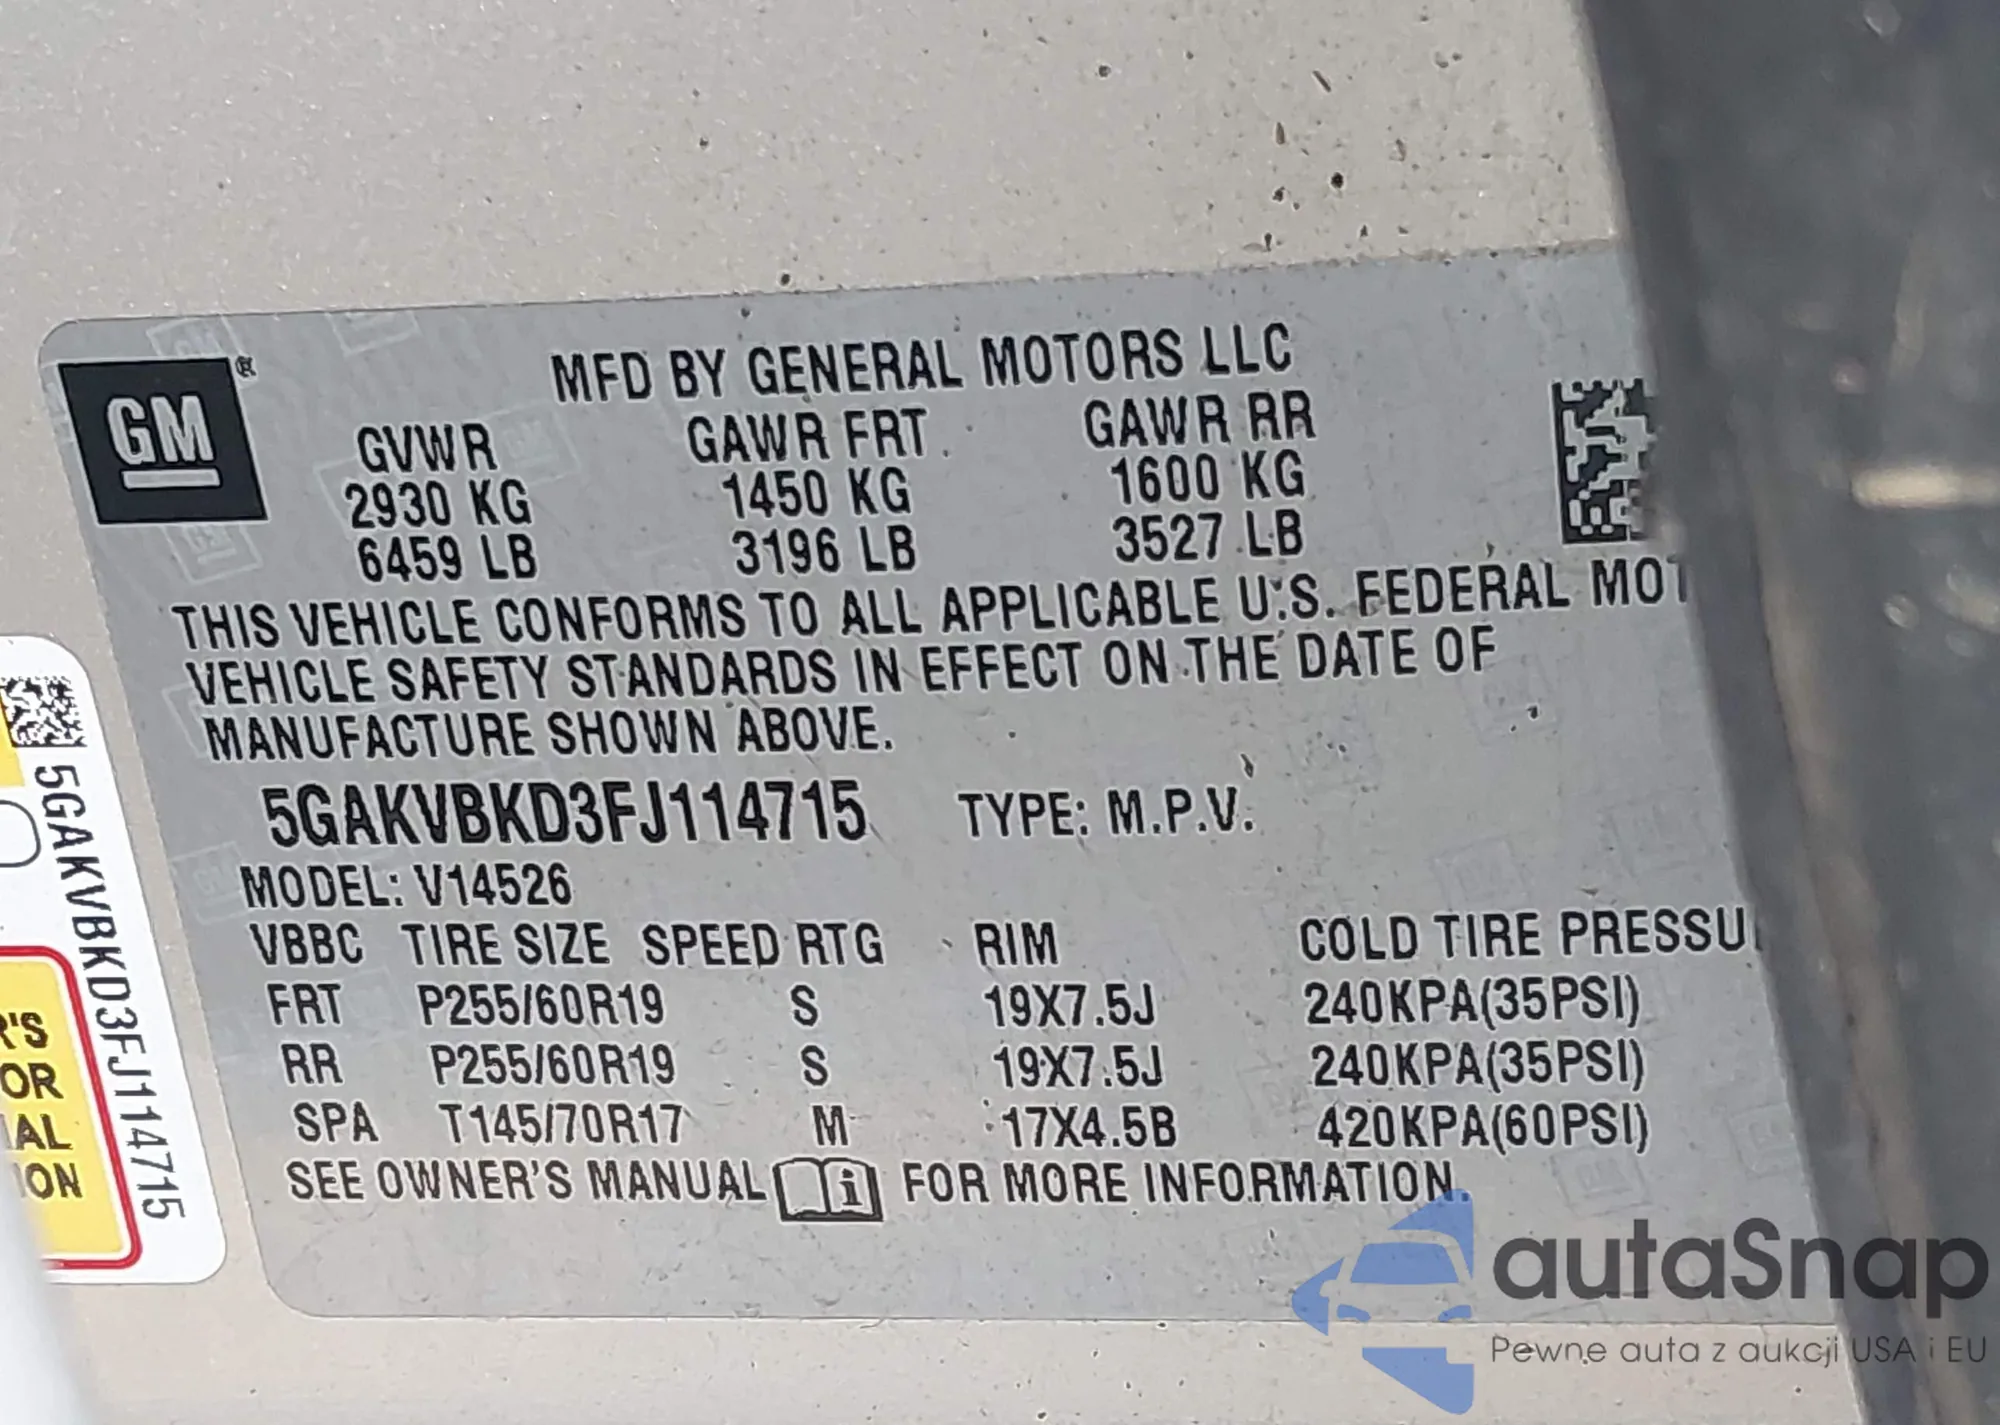 GM ®
MFD BY GENERAL MOTORS LLC
GVWR GAWR FRT GAWR RR
2930 KG 1450 KG 1600 KG
6459 LB 3196 LB 3527 LB
THIS VEHICLE CONFORMS TO ALL APPLICABLE U.S. FEDERAL MOT
VEHICLE SAFETY STANDARDS IN EFFECT ON THE DATE OF
MANUFACTURE SHOWN ABOVE.
5GAKVBKD3FJ114715 TYPE: M.P.V.
MODEL: V14526
VBBC TIRE SIZE SPEED RTG RIM COLD TIRE PRESSU
FRT P255/60R19 S 19X7.5J 240KPA(35PSI)
RR P255/60R19 S 19X7.5J 240KPA(35PSI)
SPA T145/70R17 M 17X4.5B 420KPA(60PSI)
SEE OWNER'S MANUAL i FOR MORE INFORMATION.
5GAKVBKD3FJ114715
R'S
OR
IAL
ION
autaSnap
Pewne auta z aukcji USA i EU